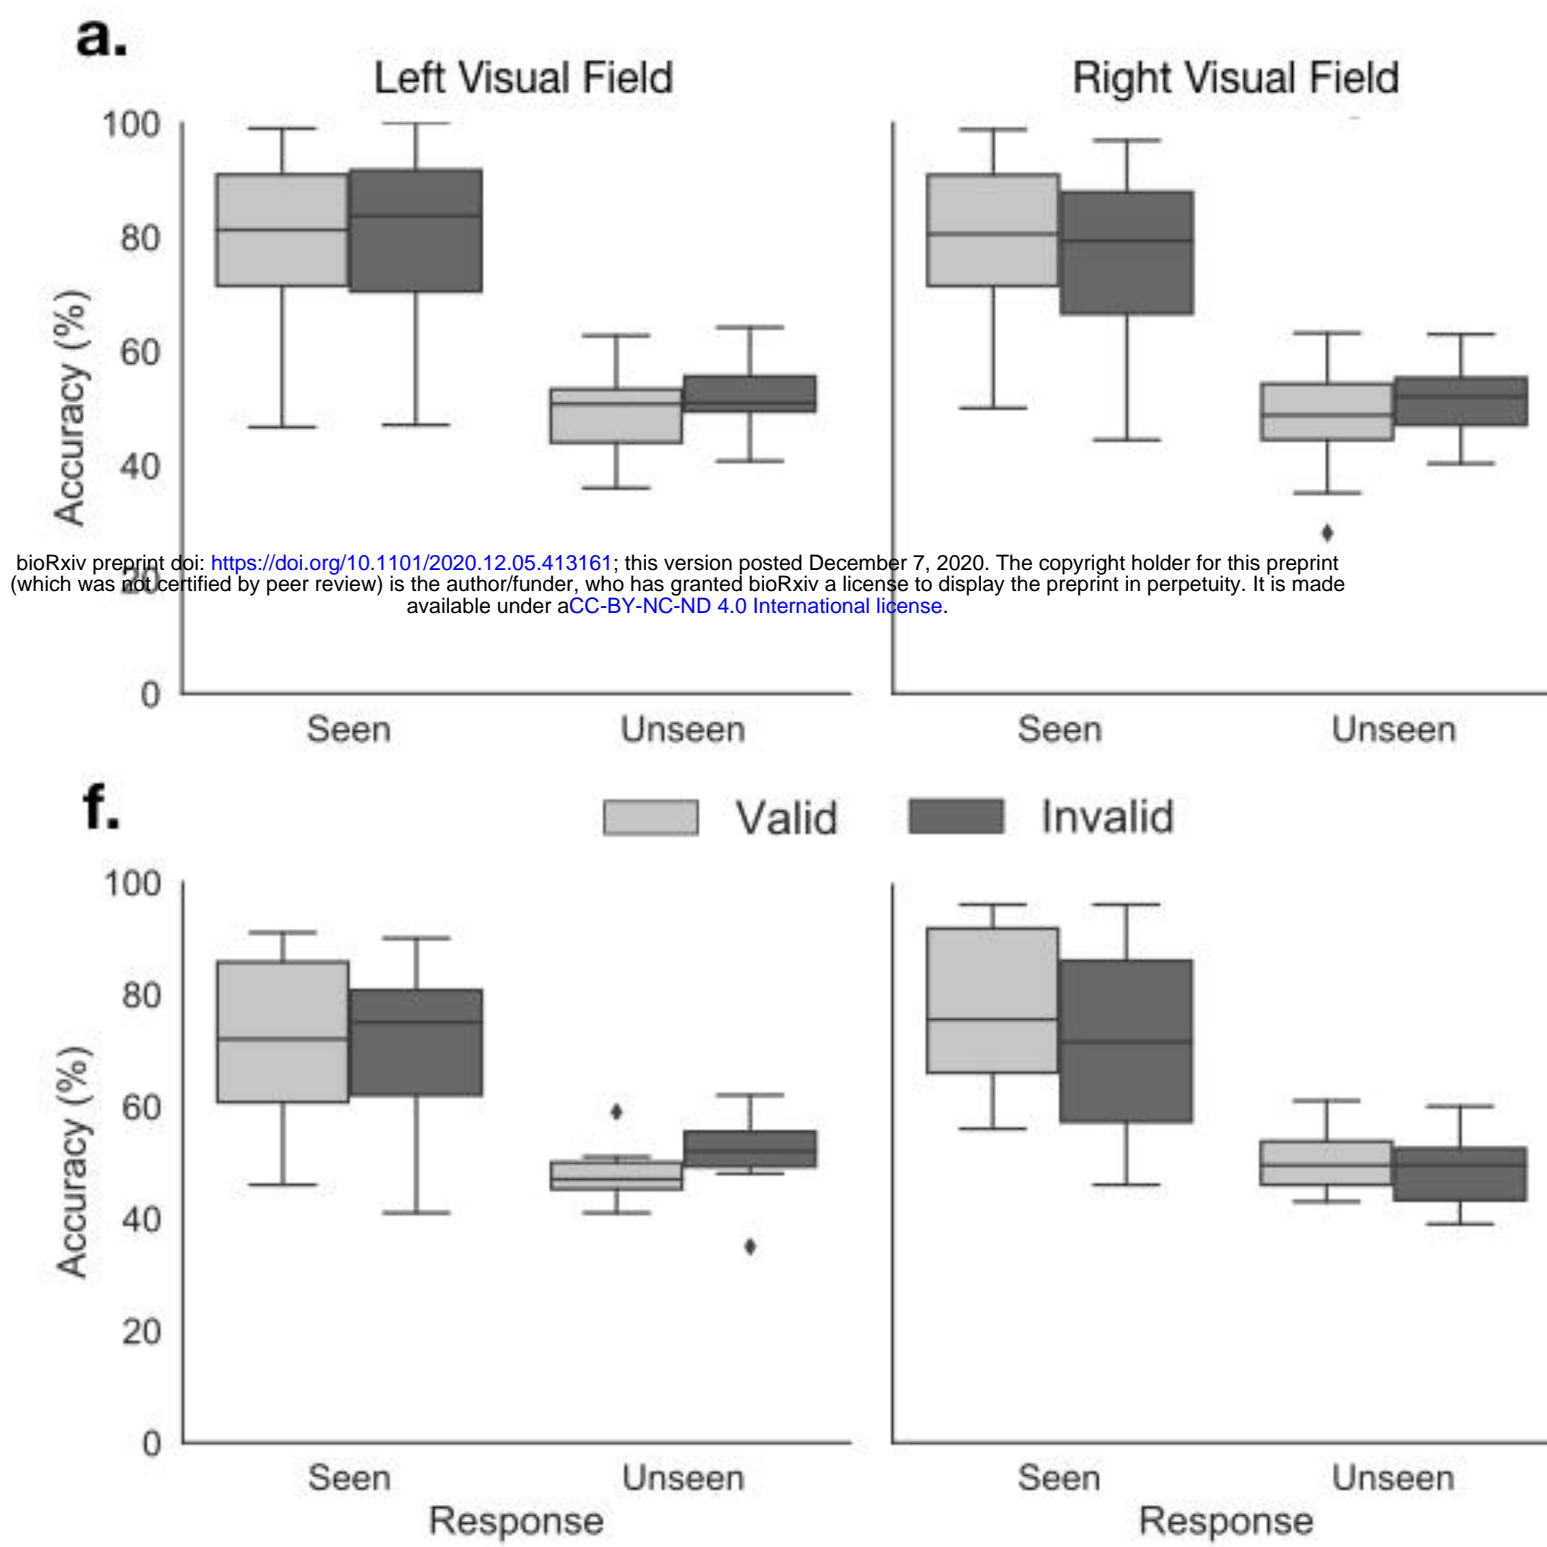 a.
Left Visual Field
Right Visual Field
100
80
60
40
20
0
Accuracy (%)
bioRxiv preprint doi: https://doi.org/10.1101/2020.12.05.413161; this version posted December 7, 2020. The copyright holder for this preprint
(which was not certified by peer review) is the author/funder, who has granted bioRxiv a license to display the preprint in perpetuity. It is made
available under aCC-BY-NC-ND 4.0 International license.
Seen Unseen Seen Unseen
f.
Valid Invalid
100
80
60
40
20
0
Accuracy (%)
Seen Unseen Seen Unseen
Response Response